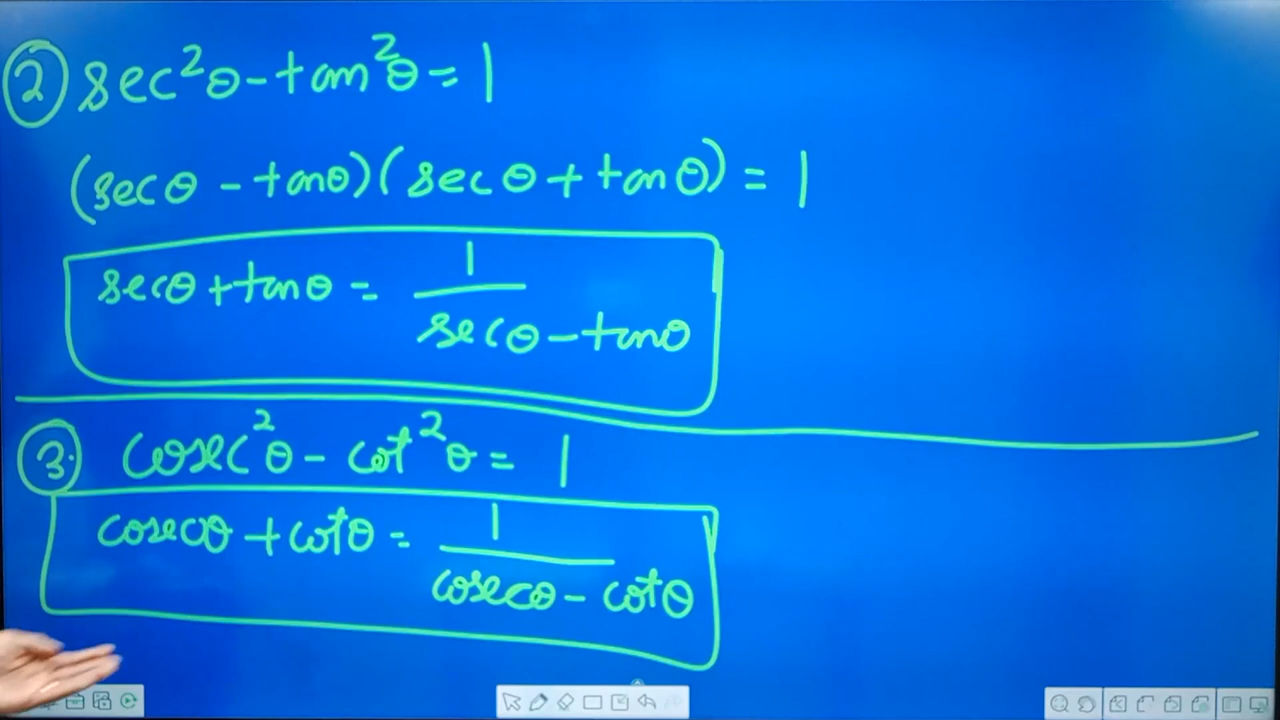 ② sec²θ - tan²θ = 1
(secθ - tanθ)(secθ + tanθ) = 1
secθ + tanθ = 1/(secθ - tanθ)
③. cosec²θ - cot²θ = 1
cosecθ + cotθ = 1/(cosecθ - cotθ)